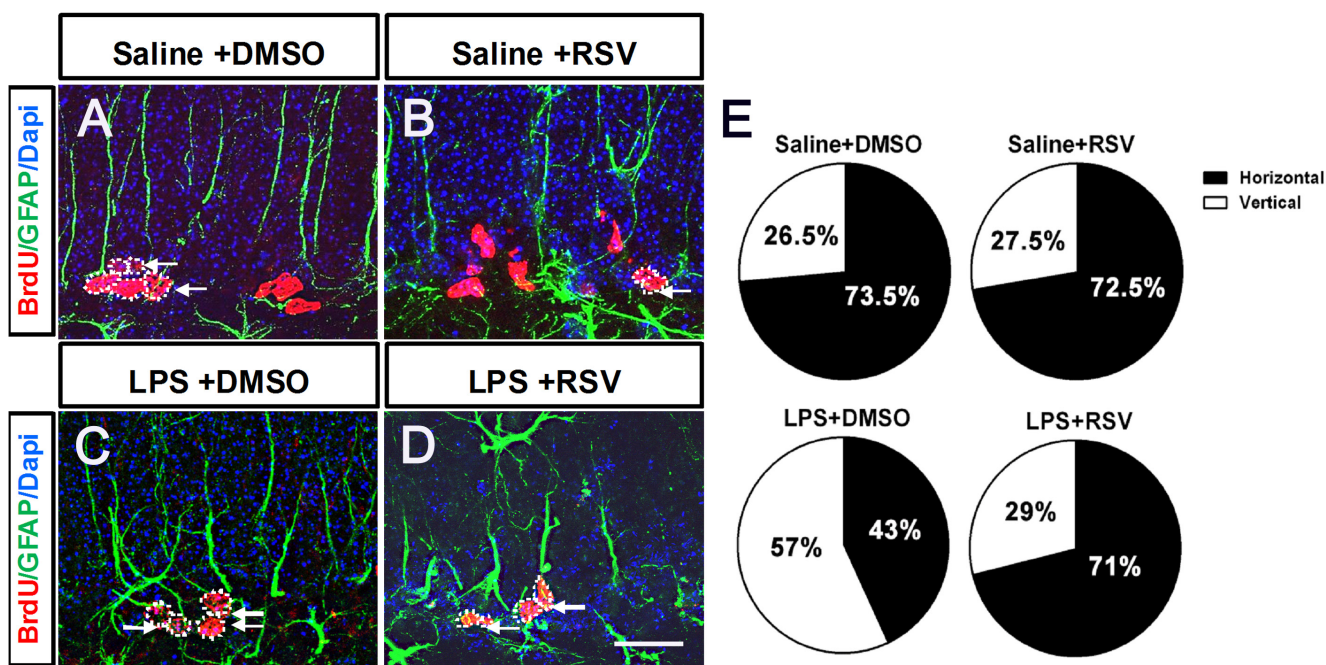 Saline +DMSO
Saline +RSV
BrdU/GFAP/Dapi
A
B
LPS +DMSO
LPS +RSV
BrdU/GFAP/Dapi
C
D
E
Saline+DMSO
26.5%
73.5%
Saline+RSV
27.5%
72.5%
Horizontal
Vertical
LPS+DMSO
57%
43%
LPS+RSV
29%
71%